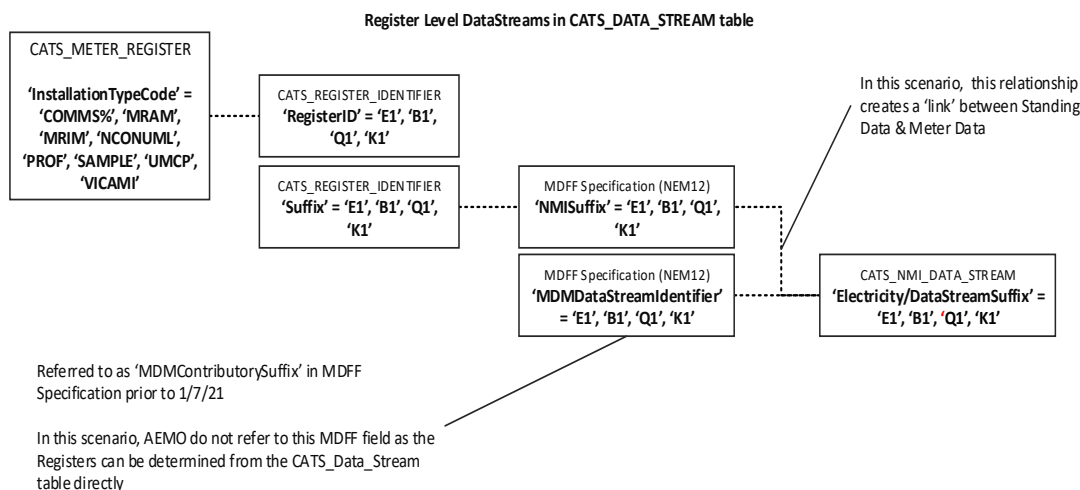 Register Level DataStreams in CATS_DATA_STREAM table
CATS_METER_REGISTER
‘InstallationTypeCode’ =
‘COMMS%’, ‘MRAM’,
‘MRIM’, ‘NCONUML’,
‘PROF’, ‘SAMPLE’, ‘UMCP’,
‘VICAMI’
CATS_REGISTER_IDENTIFIER
‘RegisterID’ = ‘E1’, ‘B1’,
‘Q1’, ‘K1’
CATS_REGISTER_IDENTIFIER
‘Suffix’ = ‘E1’, ‘B1’, ‘Q1’,
‘K1’
MDFF Specification (NEM12)
‘NMISuffix’ = ‘E1’, ‘B1’, ‘Q1’,
‘K1’
MDFF Specification (NEM12)
‘MDMDataStreamIdentifier’
= ‘E1’, ‘B1’, ‘Q1’, ‘K1’
In this scenario, this relationship
creates a ‘link’ between Standing
Data & Meter Data
CATS_NMI_DATA_STREAM
‘Electricity/DataStreamSuffix’ =
‘E1’, ‘B1’, ‘Q1’, ‘K1’
Referred to as ‘MDMContributorySuffix’ in MDFF
Specification prior to 1/7/21
In this scenario, AEMO do not refer to this MDFF field as the
Registers can be determined from the CATS_Data_Stream
table directly